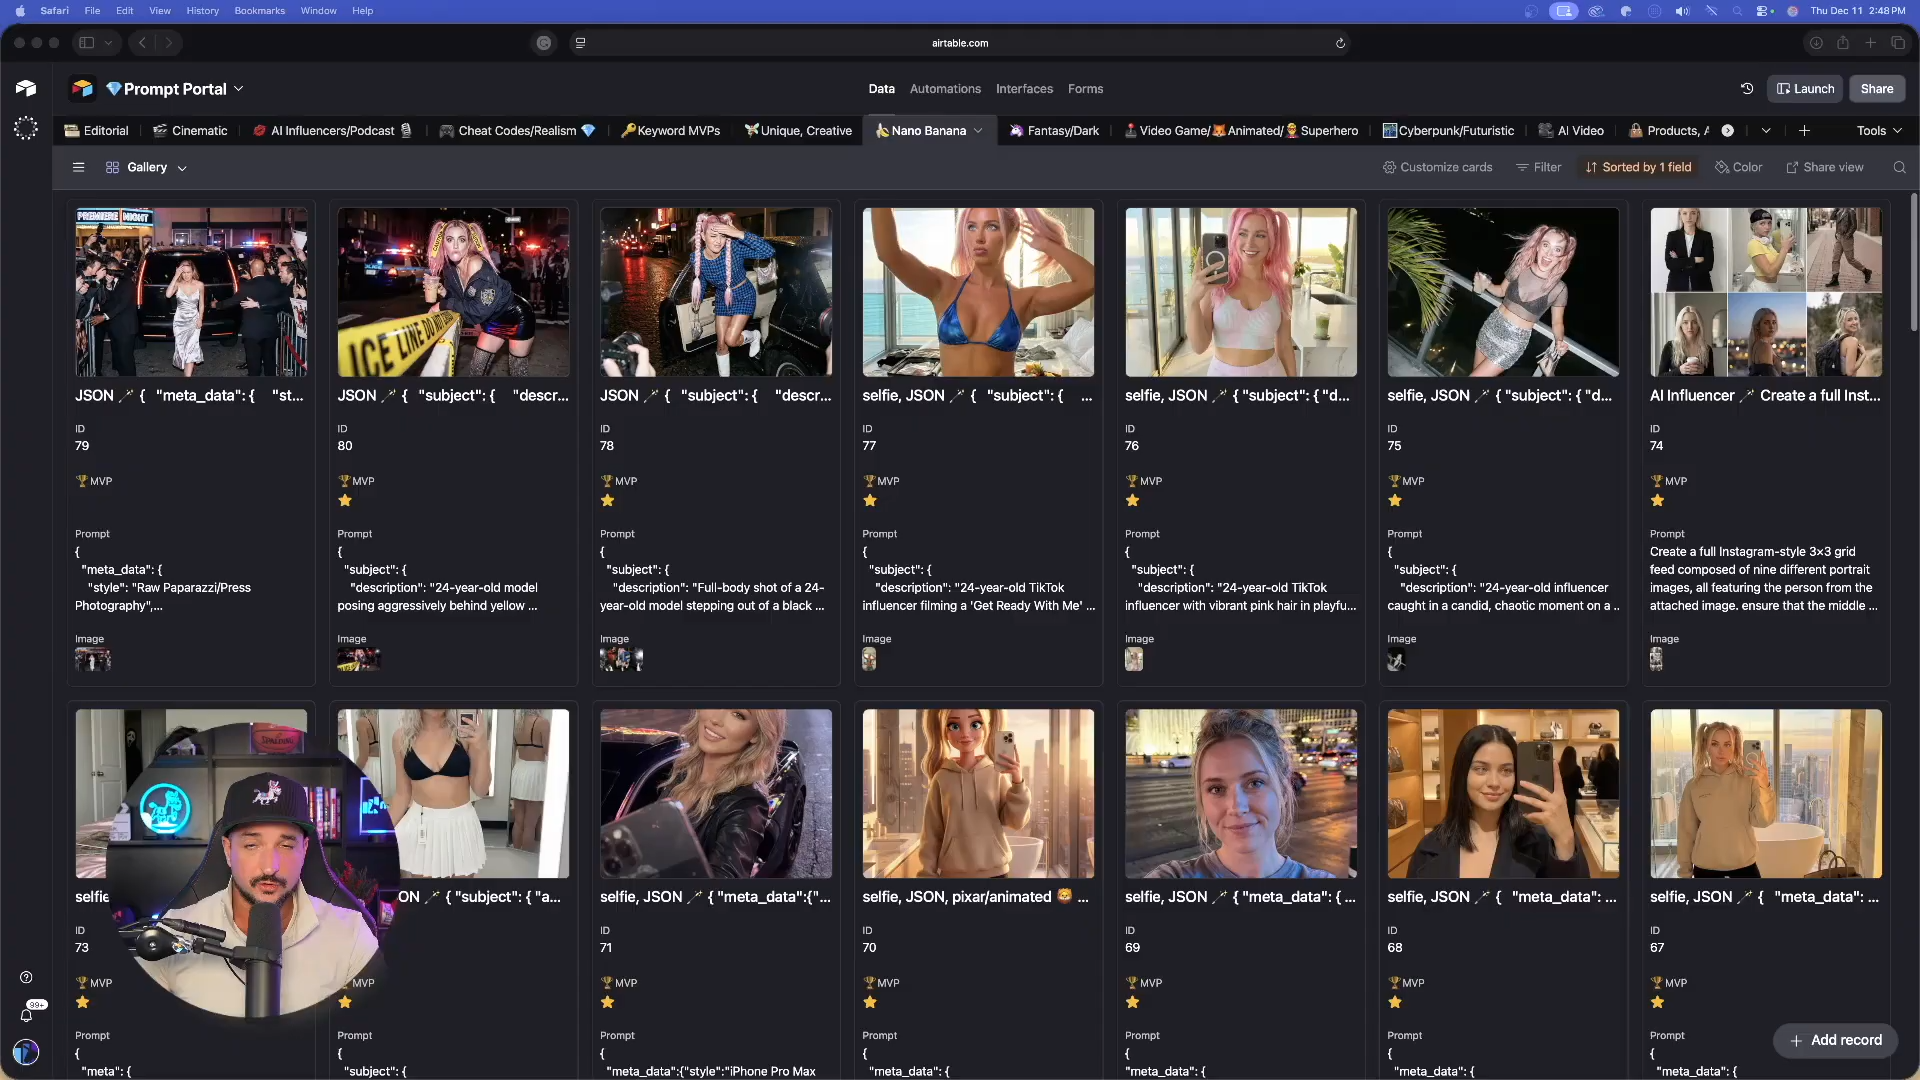 Safari File Edit View History Bookmarks Window Help Thu Dec 11 2:48 PM
airtable.com
💎Prompt Portal Data Automations Interfaces Forms Launch Share
Editorial Cinematic AI Influencers/Podcast Cheat Codes/Realism 💎 🔑Keyword MVPs Unique, Creative 🍌Nano Banana Fantasy/Dark Video Game/🦊Animated/Superhero Cyberpunk/Futuristic AI Video Products, A Tools
Gallery Customize cards Filter Sorted by 1 field Color Share view
PREMIERE NIGHT
ICE LINE DO
JSON 🪄 { "meta_data": { "st...
JSON 🪄 { "subject": { "descr...
JSON 🪄 { "subject": { "descr...
selfie, JSON 🪄 { "subject": { ...
selfie, JSON 🪄 { "subject": { "d...
selfie, JSON 🪄 { "subject": { "d...
AI Influencer 🪄 Create a full Inst...
ID ID ID ID ID ID ID
79 80 78 77 76 75 74
🏆MVP 🏆MVP 🏆MVP 🏆MVP 🏆MVP 🏆MVP 🏆MVP
Prompt
{
"meta_data": {
"style": "Raw Paparazzi/Press
Photography",...
Prompt
{
"subject": {
"description": "24-year-old model
posing aggressively behind yellow ...
Prompt
{
"subject": {
"description": "Full-body shot of a 24-
year-old model stepping out of a black ...
Prompt
{
"subject": {
"description": "24-year-old TikTok
influencer filming a 'Get Ready With Me' ...
Prompt
{
"subject": {
"description": "24-year-old TikTok
influencer with vibrant pink hair in playfu...
Prompt
{
"subject": {
"description": "24-year-old influencer
caught in a candid, chaotic moment on a ..
Prompt
Create a full Instagram-style 3×3 grid
feed composed of nine different portrait
images, all featuring the person from the
attached image. ensure that the middle ...
Image Image Image Image Image Image Image
SPALDING
selfie
ON 🪄 { "subject": { "a...
selfie, JSON 🪄 { "meta_data":{"...
selfie, JSON, pixar/animated 🦁 ...
selfie, JSON 🪄 { "meta_data": { ...
selfie, JSON 🪄 { "meta_data": ...
selfie, JSON 🪄 { "meta_data": ...
ID ID ID ID ID ID
73 71 70 69 68 67
🏆MVP MVP 🏆MVP 🏆MVP 🏆MVP 🏆MVP 🏆MVP
99+
Add record
Prompt Prompt Prompt Prompt Prompt Prompt Prompt
{ { { { { { {
"meta": { "subject": { "meta_data":{"style":"iPhone Pro Max "meta_data": { "meta_data": { "meta_data": { "meta_data": {